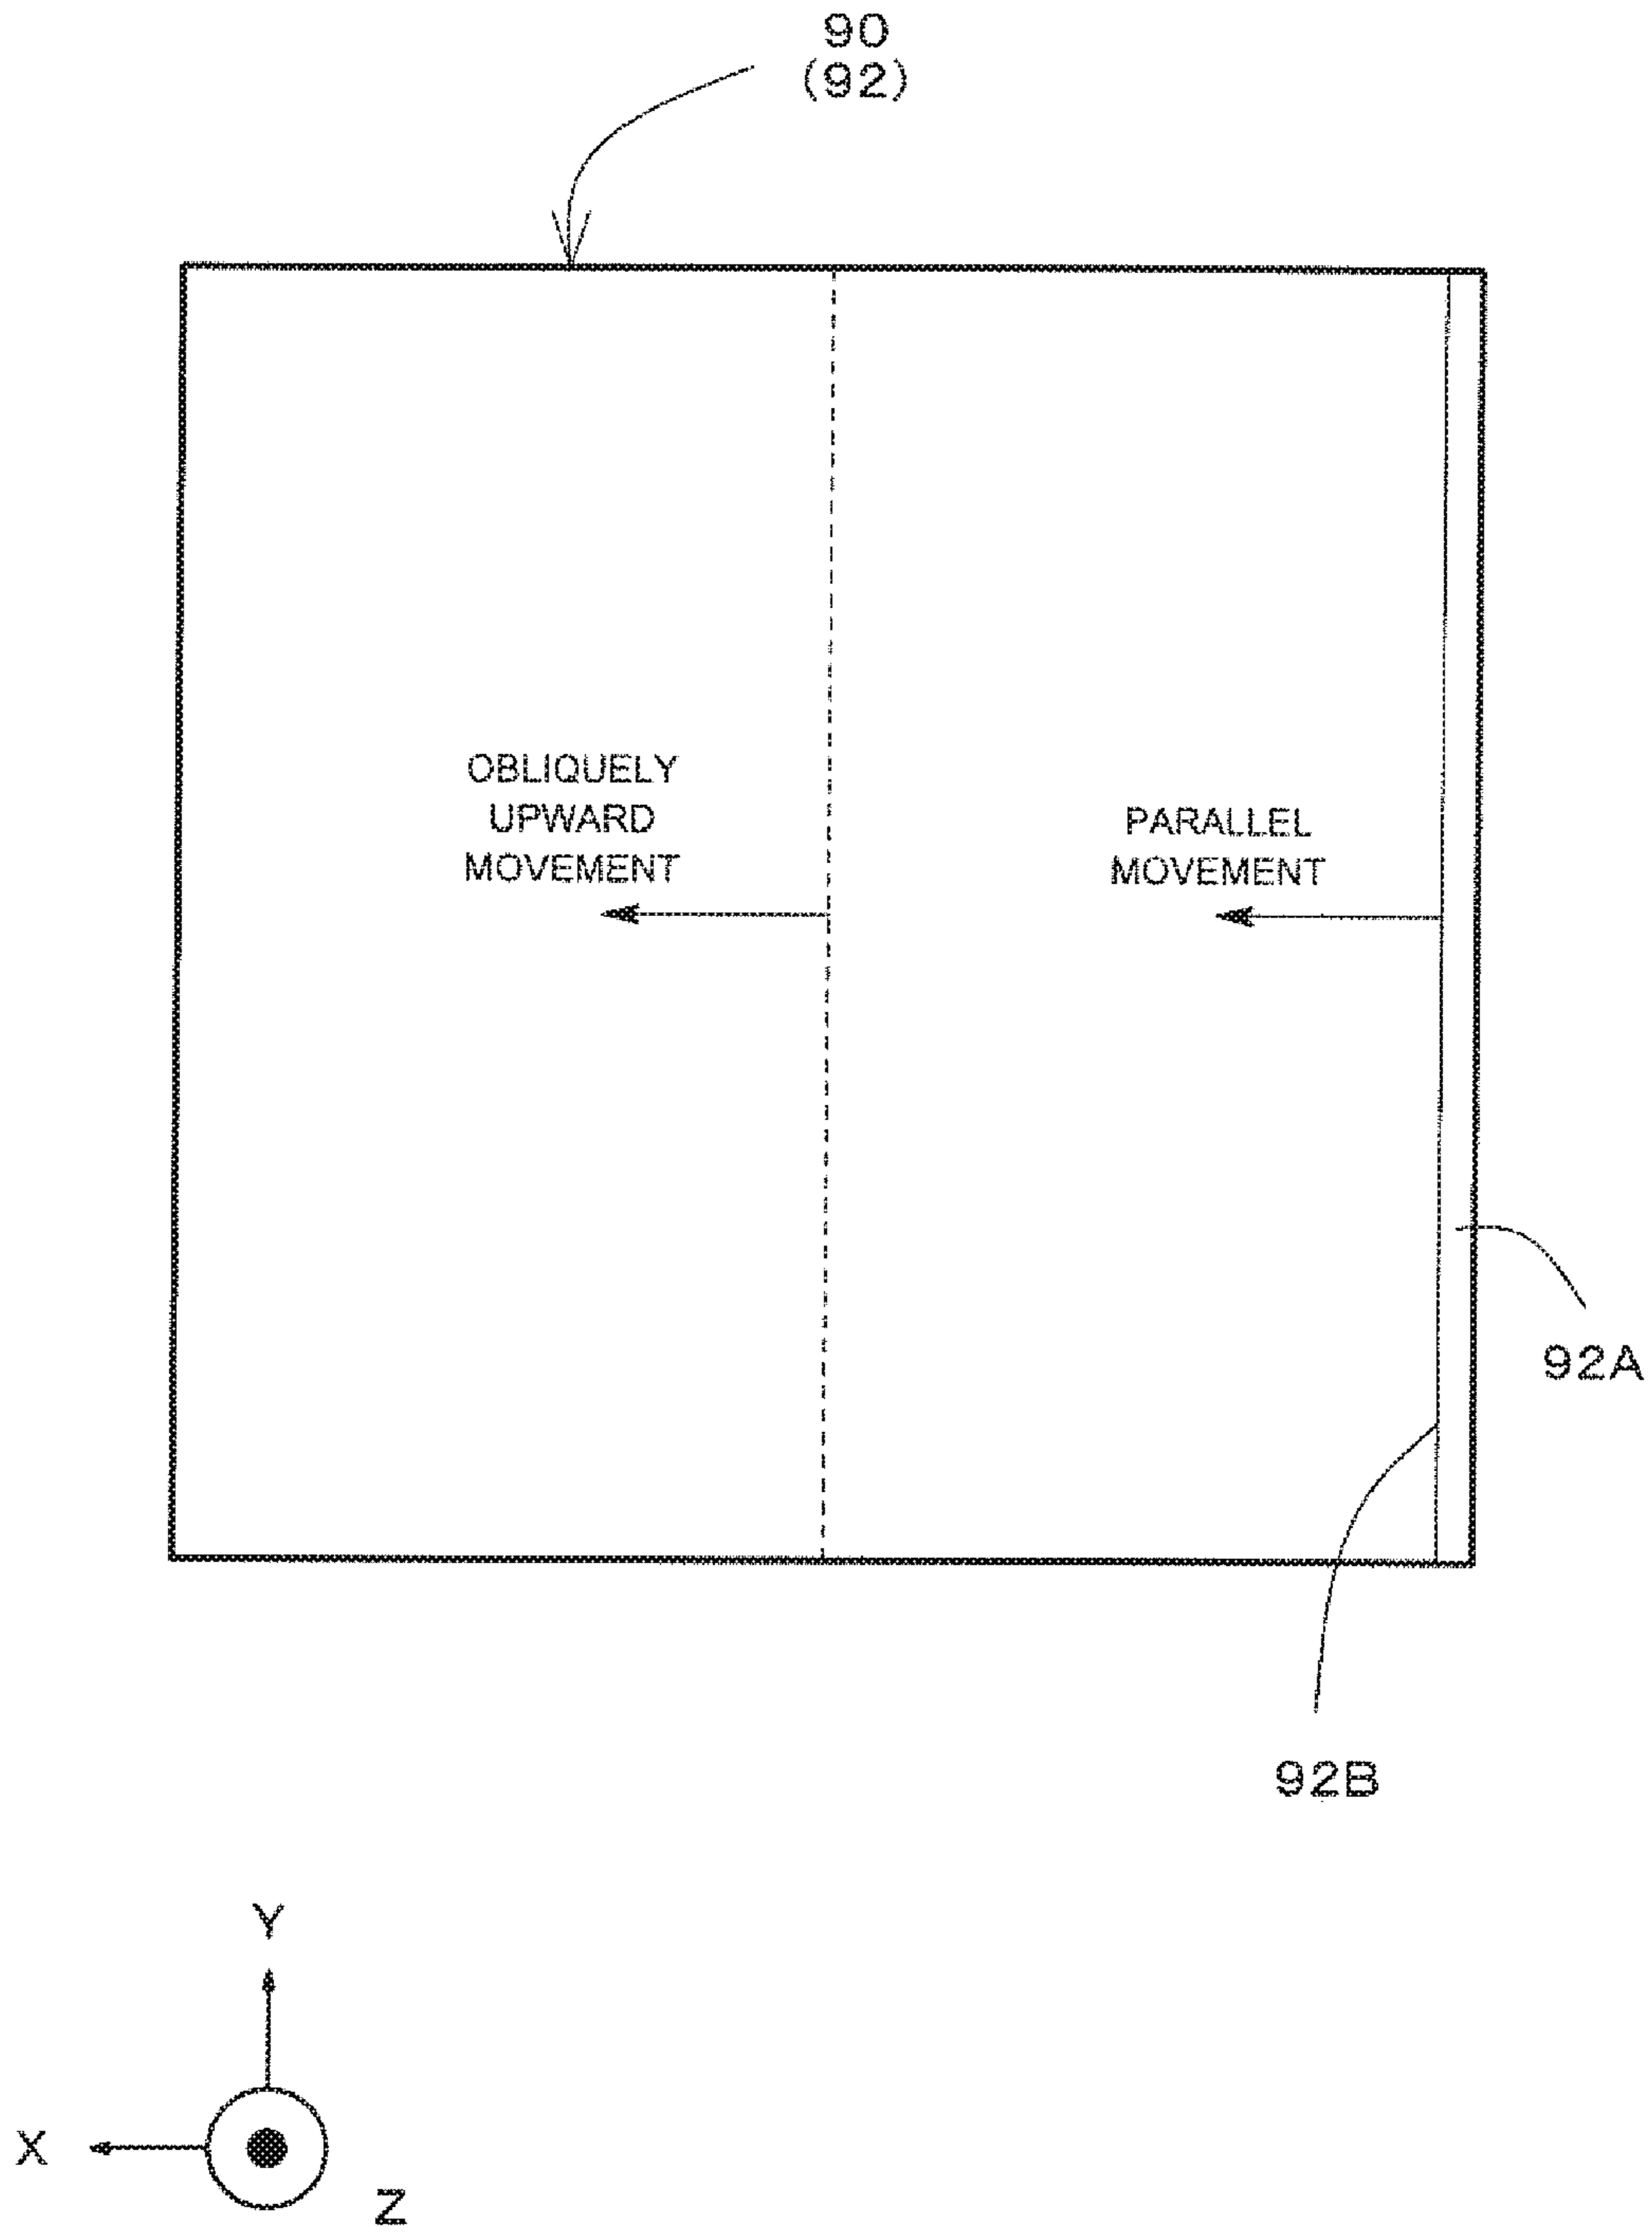 90
(92)
OBLIQUELY
UPWARD
MOVEMENT
PARALLEL
MOVEMENT
92A
92B
Y
X
Z